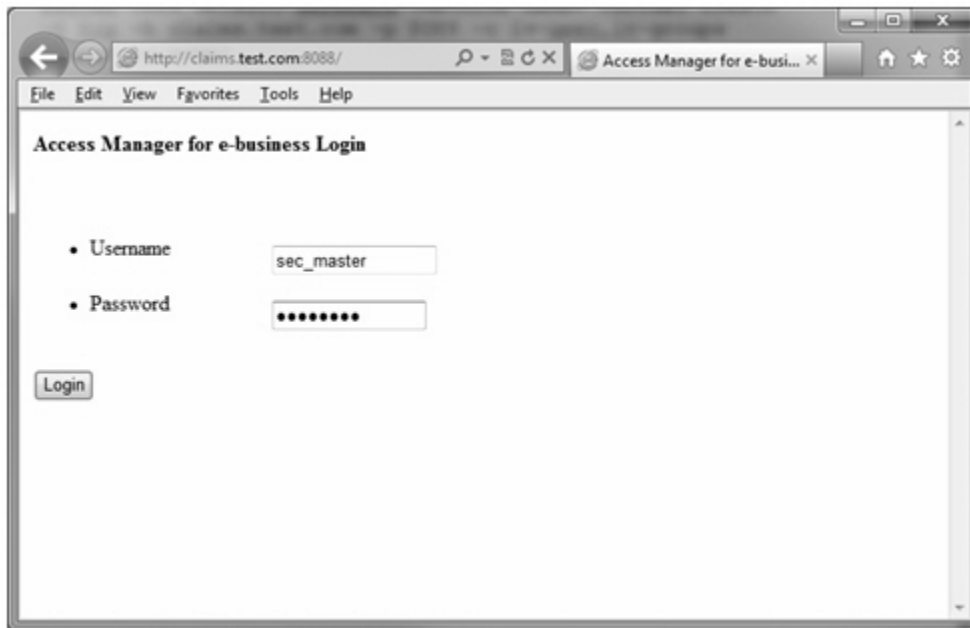 http://claims.test.com:8088/
Access Manager for e-busi...
File Edit View Favorites Tools Help
Access Manager for e-business Login
• Username
sec_master
• Password
••••••••
Login